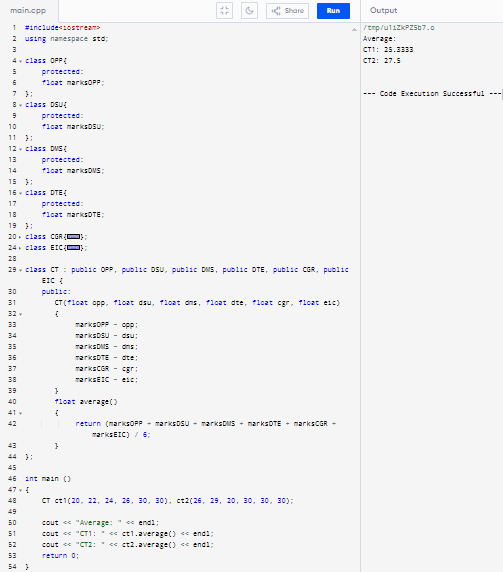 main.cpp
Share
Run
Output
1 #include<iostream>
2 using namespace std;
3
4 class OPP{
5 protected:
6 float marksOPP;
7 };
8 class DSU{
9 protected:
10 float marksDSU;
11 };
12 class DMS{
13 protected:
14 float marksDMS;
15 };
16 class DTE{
17 protected:
18 float marksDTE;
19 };
20 class CGR{ };
24 class EIC{ };
28
29 class CT : public OPP, public DSU, public DMS, public DTE, public CGR, public
EIC {
30 public:
31 CT(float opp, float dsu, float dms, float dte, float cgr, float eic)
32 {
33 marksOPP = opp;
34 marksDSU = dsu;
35 marksDMS = dms;
36 marksDTE = dte;
37 marksCGR = cgr;
38 marksEIC = eic;
39 }
40 float average()
41 {
42 return (marksOPP + marksDSU + marksDMS + marksDTE + marksCGR +
marksEIC) / 6;
43 }
44 };
45
46 int main ()
47 {
48 CT ct1(20, 22, 24, 26, 30, 30), ct2(26, 29, 20, 30, 30, 30);
49
50 cout << "Average: " << endl;
51 cout << "CT1: " << ct1.average() << endl;
52 cout << "CT2: " << ct2.average() << endl;
53 return 0;
54 }
Average:
CT1: 25.3333
CT2: 27.5
--- Code Execution Successful ---